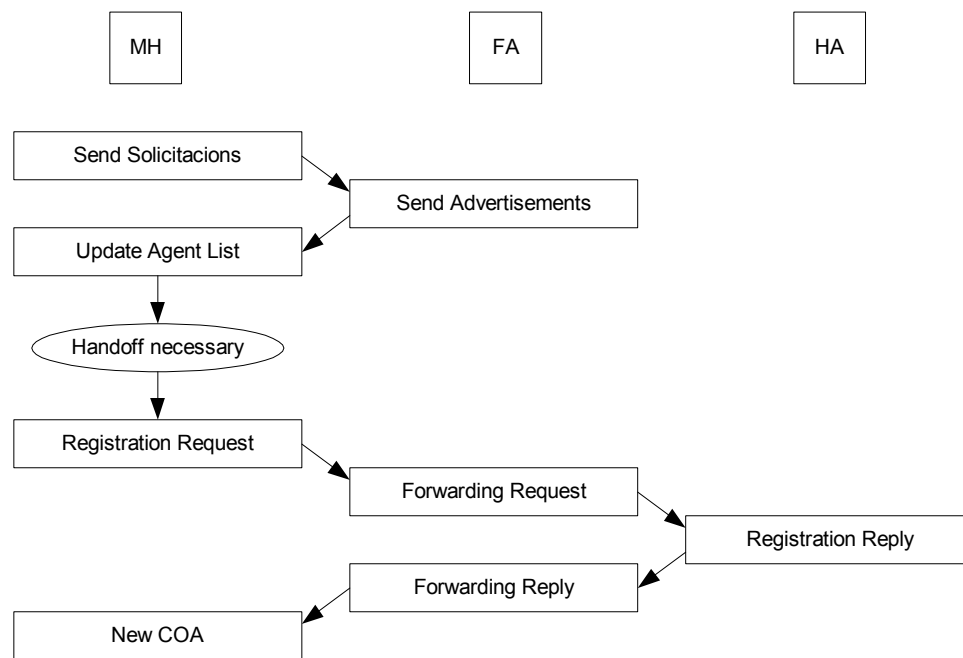 MH
FA
HA
Send Solicitacions
Send Advertisements
Update Agent List
Handoff necessary
Registration Request
Forwarding Request
Registration Reply
Forwarding Reply
New COA